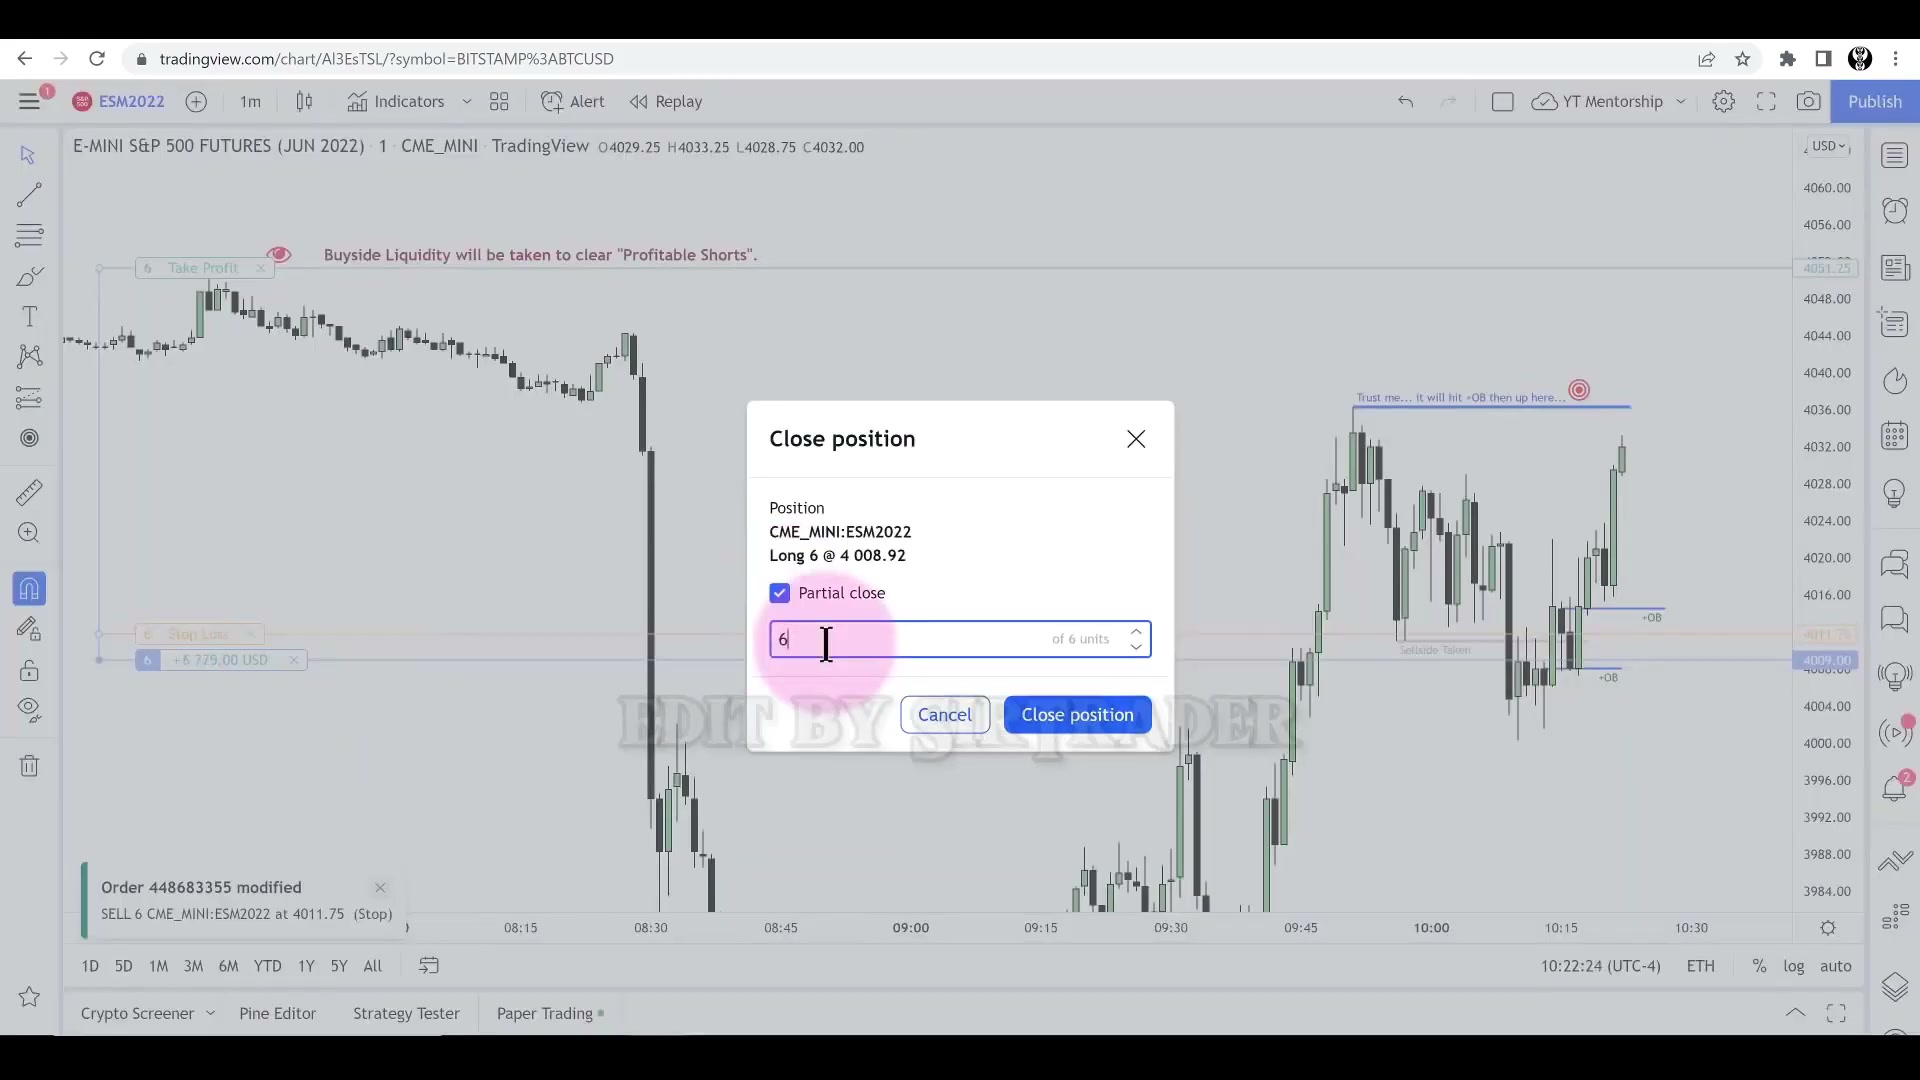 tradingview.com/chart/Al3EsTSL/?symbol=BITSTAMP%3ABTCUSD
1
ESM2022
1m
Indicators
Alert
Replay
YT Mentorship
Publish
E-MINI S&P 500 FUTURES (JUN 2022) · 1 · CME_MINI · TradingView O4029.25 H4033.25 L4028.75 C4032.00
USD
4060.00
4056.00
Buyside Liquidity will be taken to clear "Profitable Shorts".
6 Take Profit
4051.25
4048.00
4044.00
4040.00
Trust me... it will hit +OB then up here...
4036.00
4032.00
4028.00
4024.00
4020.00
4016.00
+OB
Close position
Position
CME_MINI:ESM2022
Long 6 @ 4 008.92
Partial close
6
of 6 units
Cancel
Close position
6 Stop Loss
4011.75
Sellside Taken
6 +6 779.00 USD
4009.00
+OB
EDIT BY
4004.00
4000.00
3996.00
3992.00
3988.00
3984.00
2
Order 448683355 modified
SELL 6 CME_MINI:ESM2022 at 4011.75 (Stop)
08:15
08:30
08:45
09:00
09:15
09:30
09:45
10:00
10:15
10:30
1D 5D 1M 3M 6M YTD 1Y 5Y All
10:22:24 (UTC-4) ETH % log auto
Crypto Screener
Pine Editor
Strategy Tester
Paper Trading